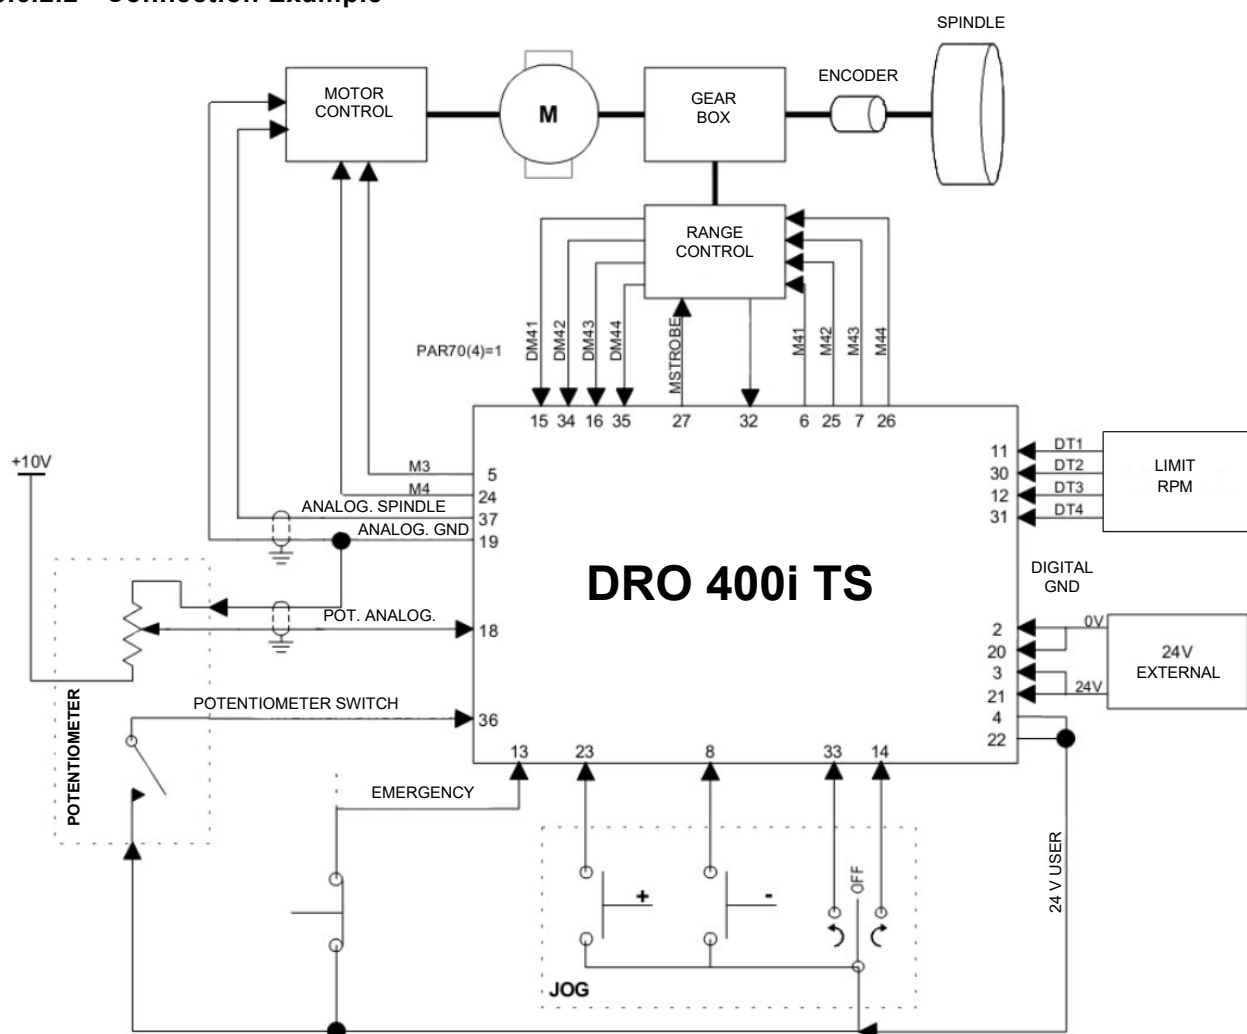 Connection Example
SPINDLE
ENCODER
MOTOR
CONTROL
M
GEAR
BOX
RANGE
CONTROL
PAR70(4)=1
DM41
DM42
DM43
DM44
MSTROBE
M41
M42
M43
M44
15 34 16 35 27 32 6 25 7 26
+10V
M3
5
M4
24
ANALOG. SPINDLE
37
ANALOG. GND
19
POT. ANALOG.
18
POTENTIOMETER SWITCH
36
POTENTIOMETER
DRO 400i TS
11
DT1
30
DT2
12
DT3
31
DT4
LIMIT
RPM
DIGITAL
GND
2
0V
20
3
21
24V
24V
EXTERNAL
4
22
24 V USER
13 23 8 33 14
EMERGENCY
+
-
OFF
JOG